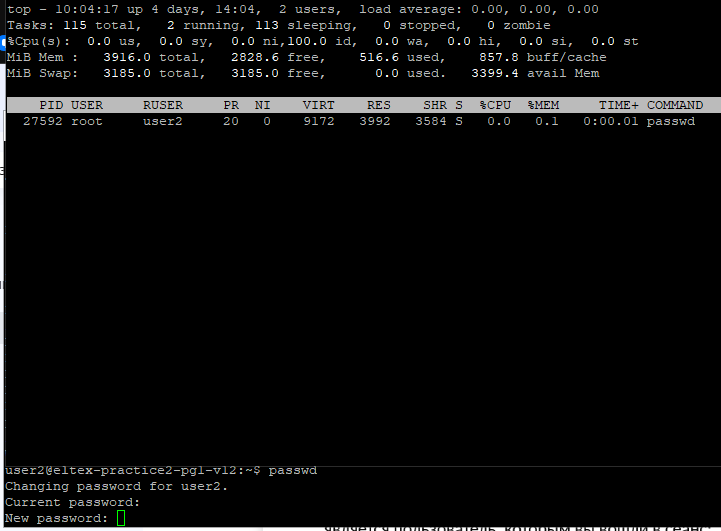 top - 10:04:17 up 4 days, 14:04,  2 users,  load average: 0.00, 0.00, 0.00
Tasks: 115 total,   2 running, 113 sleeping,   0 stopped,   0 zombie
%Cpu(s):  0.0 us,  0.0 sy,  0.0 ni,100.0 id,  0.0 wa,  0.0 hi,  0.0 si,  0.0 st
MiB Mem :   3916.0 total,   2828.6 free,    516.6 used,    857.8 buff/cache
MiB Swap:   3185.0 total,   3185.0 free,      0.0 used.   3399.4 avail Mem
PID USER     RUSER     PR  NI    VIRT    RES    SHR S  %CPU  %MEM     TIME+ COMMAND
27592 root     user2     20   0    9172   3992   3584 S   0.0   0.1   0:00.01 passwd
user2@eltex-practice2-pg1-v12:~$ passwd
Changing password for user2.
Current password:
New password: